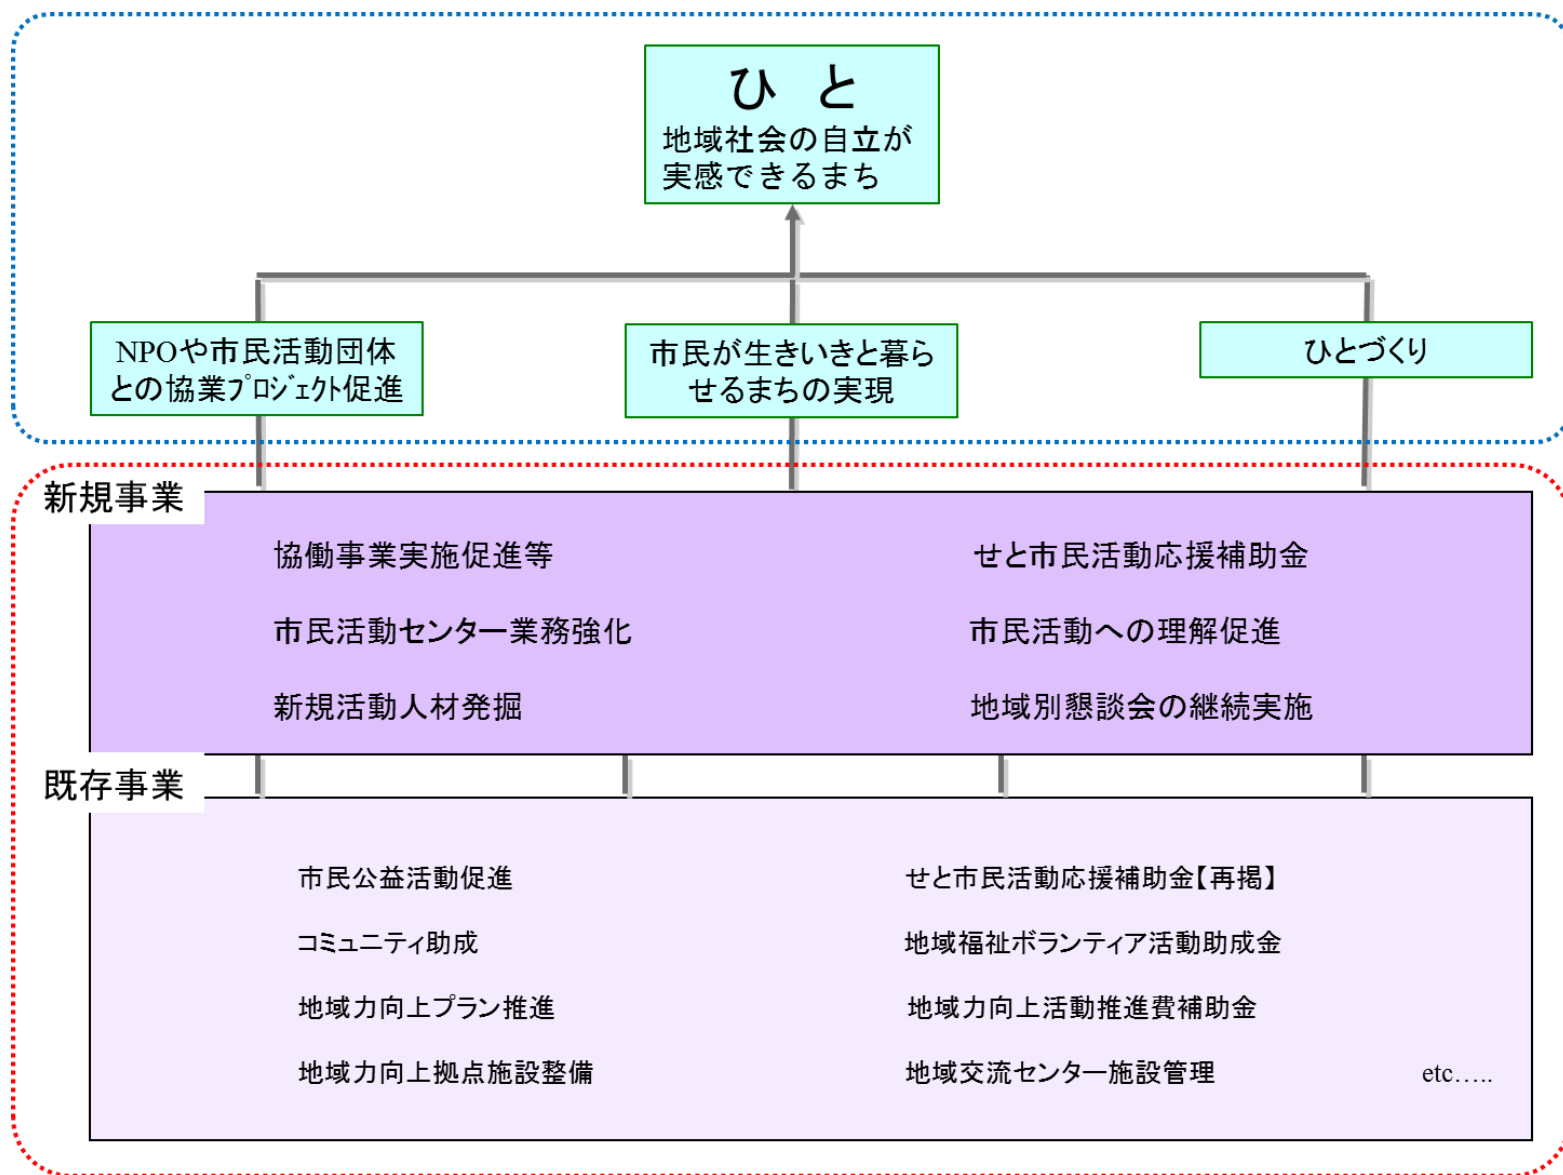 ひ と
地域社会の自立が
実感できるまち
NPOや市民活動団体
との協業ﾌﾟﾛｼﾞｪｸﾄ促進
市民が生きいきと暮ら
せるまちの実現
ひとづくり
新規事業
協働事業実施促進等
せと市民活動応援補助金
市民活動センター業務強化
市民活動への理解促進
新規活動人材発掘
地域別懇談会の継続実施
既存事業
市民公益活動促進
せと市民活動応援補助金【再掲】
コミュニティ助成
地域福祉ボランティア活動助成金
地域力向上プラン推進
地域力向上活動推進費補助金
地域力向上拠点施設整備
地域交流センター施設管理
etc…..